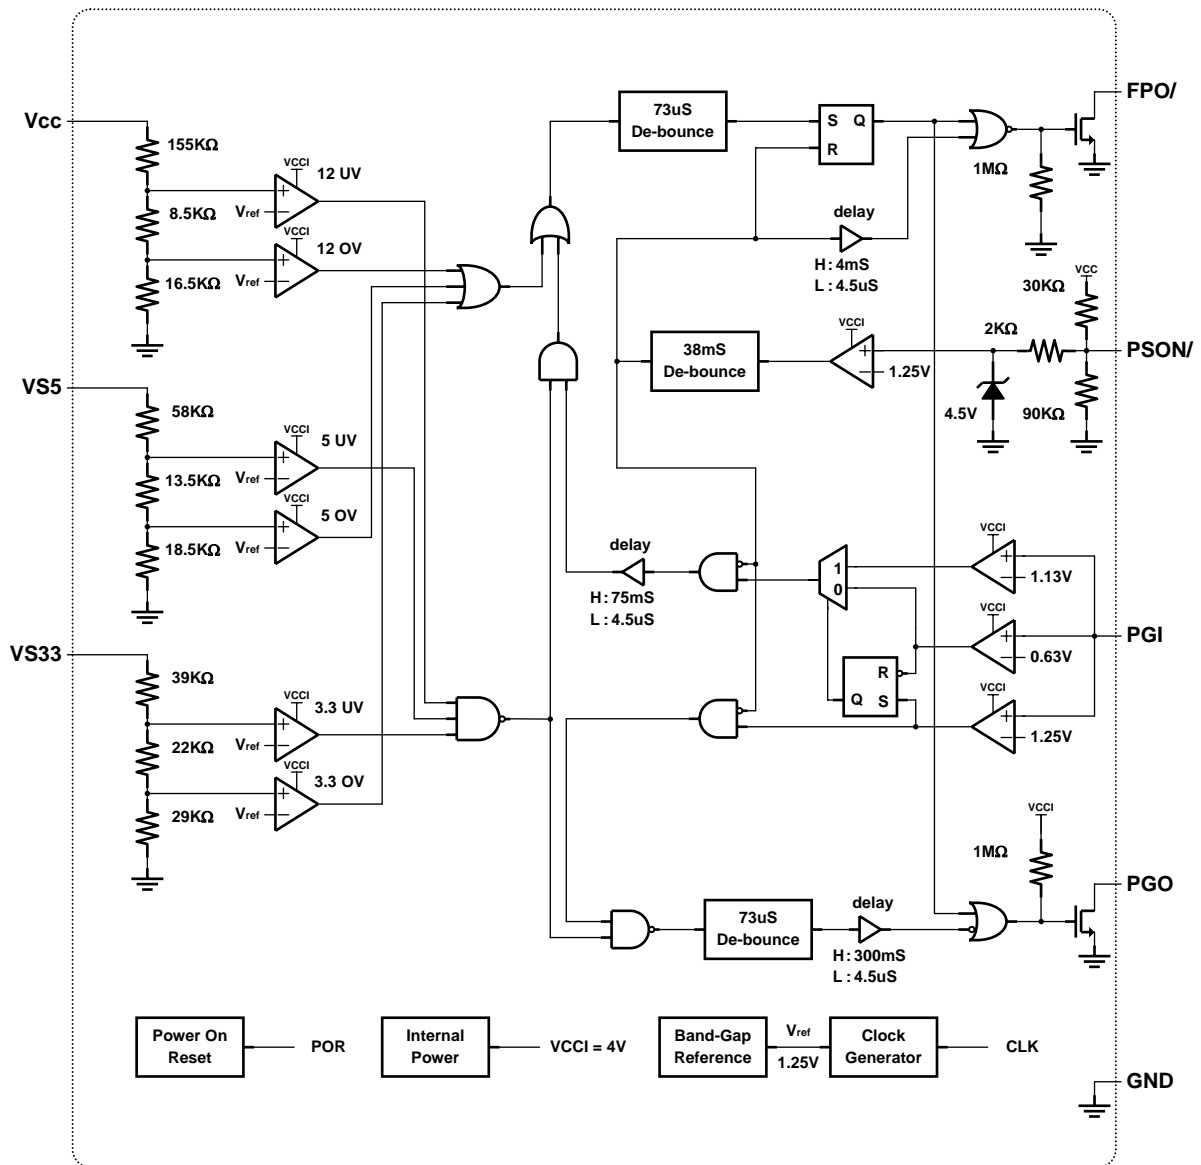 FPO/
Vcc
155KΩ
VCCI
12 UV
Vref
8.5KΩ
VCCI
12 OV
Vref
16.5KΩ
73uS
De-bounce
S Q
R
1MΩ
delay
H : 4mS
L : 4.5uS
VCC
30KΩ
2KΩ
PSON/
VCCI
+
1.25V
38mS
De-bounce
4.5V
90KΩ
VS5
58KΩ
VCCI
5 UV
Vref
13.5KΩ
VCCI
5 OV
Vref
18.5KΩ
delay
H : 75mS
L : 4.5uS
1
0
VCCI
1.13V
VCCI
0.63V
PGI
R
Q S
VCCI
1.25V
VS33
39KΩ
VCCI
3.3 UV
Vref
22KΩ
VCCI
3.3 OV
Vref
29KΩ
VCCI
1MΩ
PGO
73uS
De-bounce
delay
H : 300mS
L : 4.5uS
Power On
Reset
POR
Internal
Power
VCCI = 4V
Band-Gap
Reference
Vref
1.25V
Clock
Generator
CLK
GND